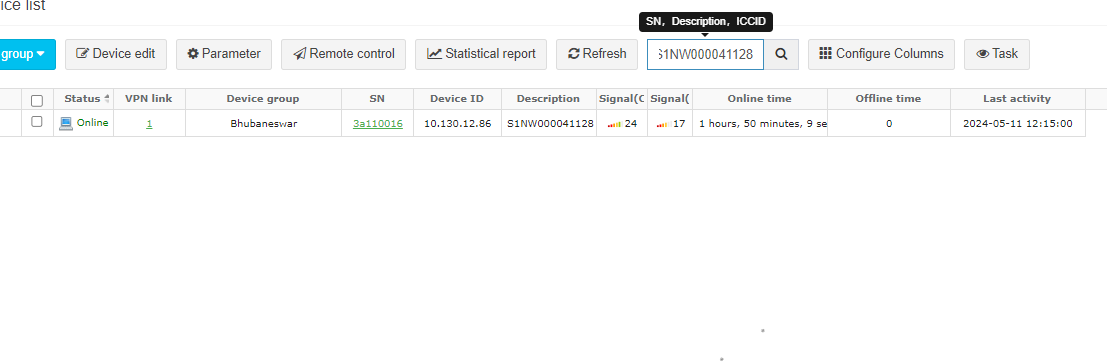 ice list
SN, Description, ICCID
group
Device edit
Parameter
Remote control
Statistical report
Refresh
S1NW000041128
Configure Columns
Task
Status VPN link Device group SN Device ID Description Signal(C Signal( Online time Offline time Last activity
Online 1 Bhubaneswar 3a110016 10.130.12.86 S1NW000041128 24 17 1 hours, 50 minutes, 9 se 0 2024-05-11 12:15:00